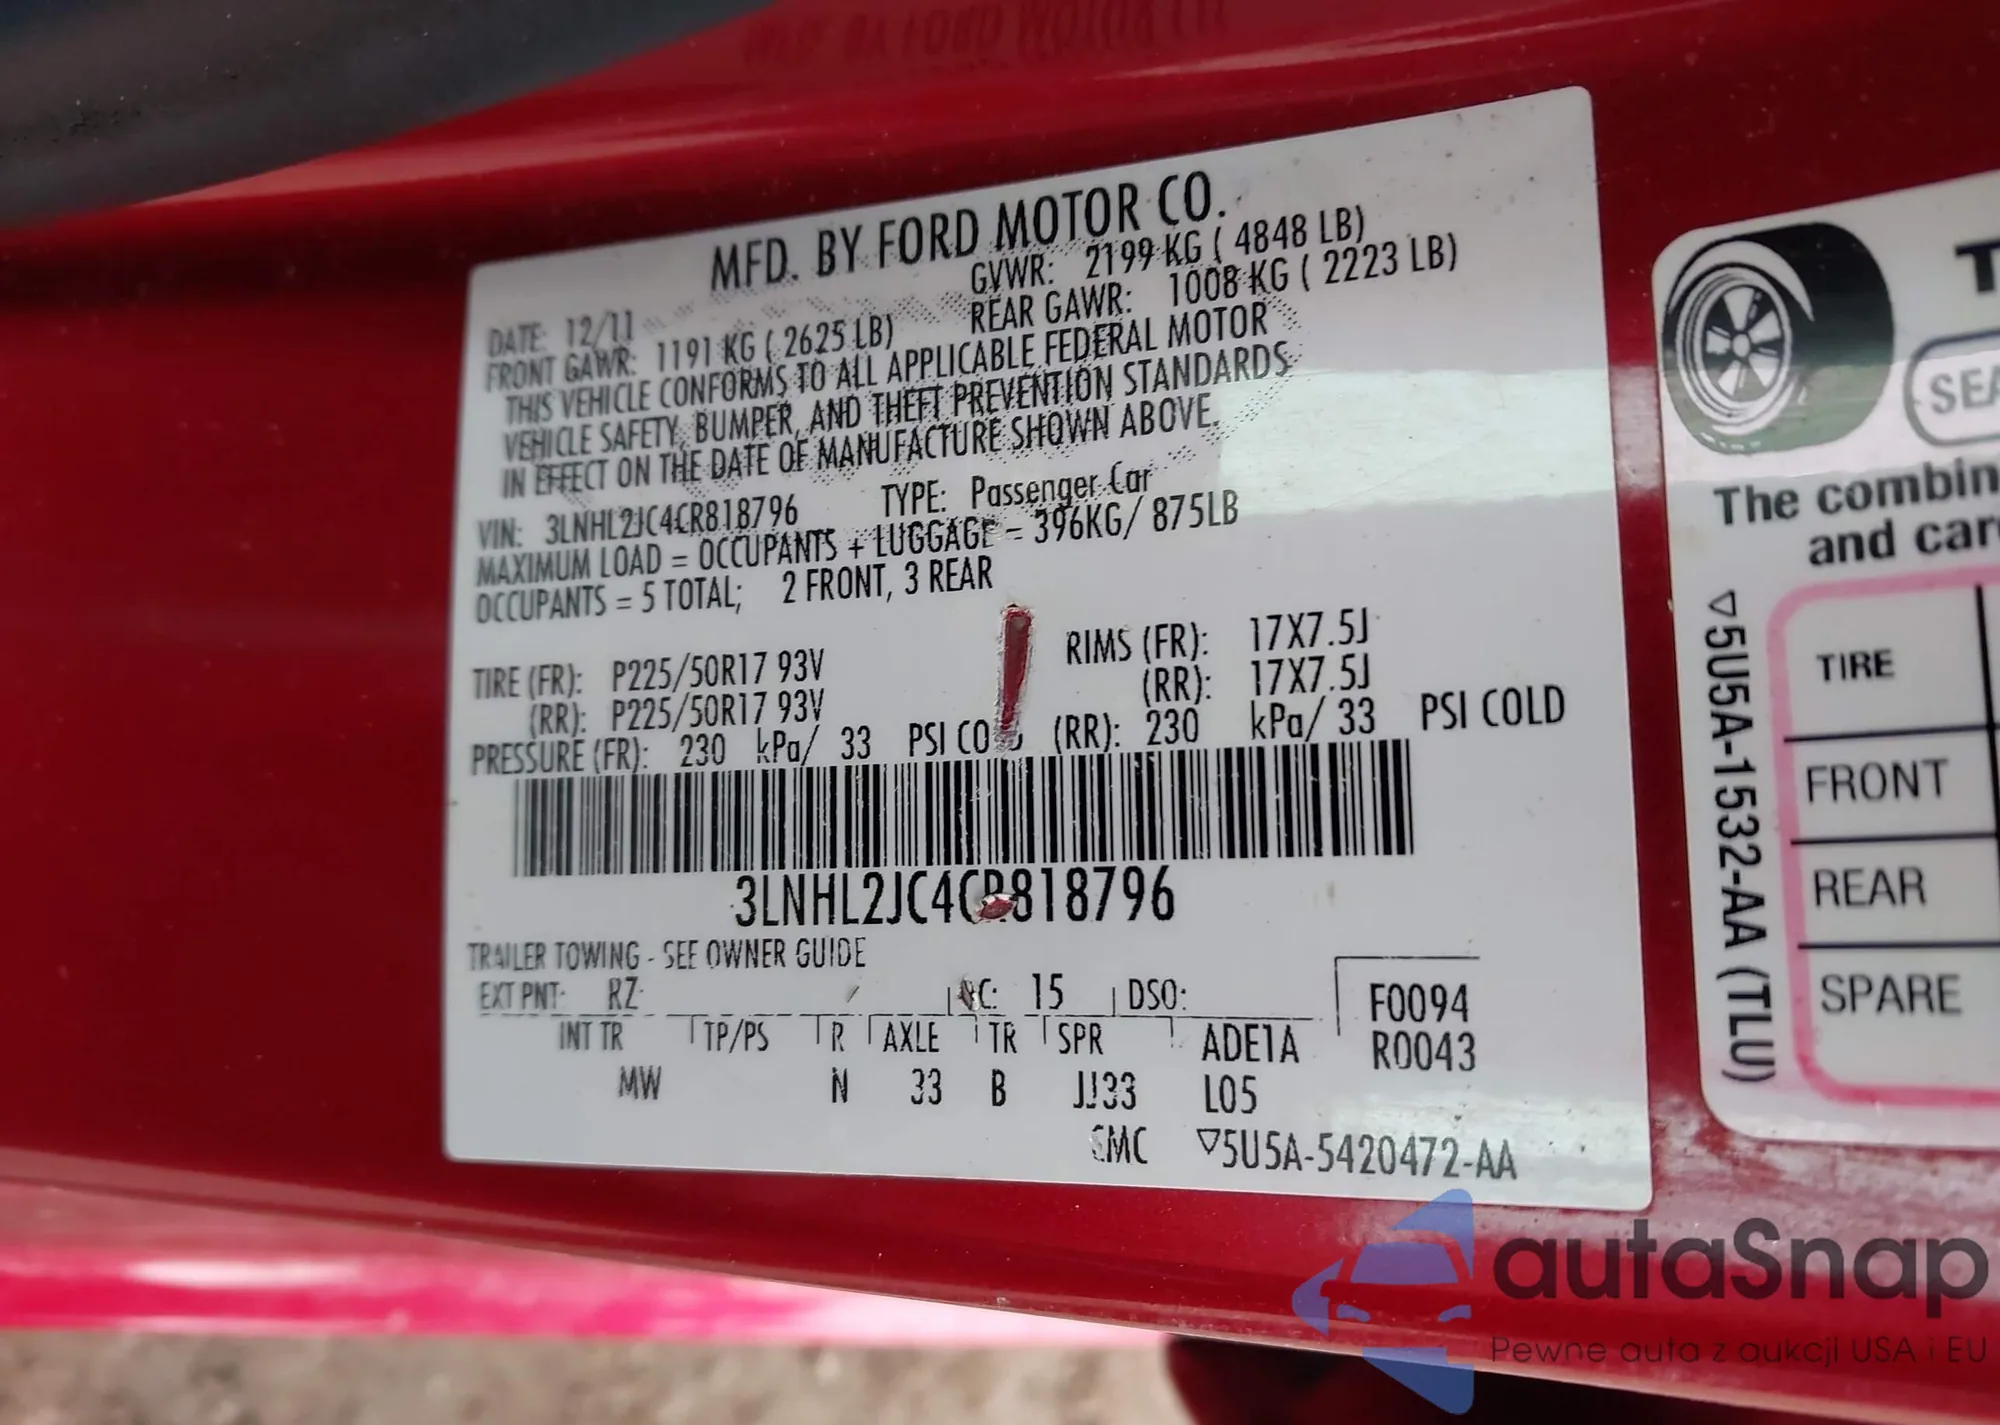 MFD. BY FORD MOTOR CO.
DATE: 12/11 GVWR: 2199 KG ( 4848 LB)
FRONT GAWR: 1191 KG ( 2625 LB) REAR GAWR: 1008 KG ( 2223 LB)
THIS VEHICLE CONFORMS TO ALL APPLICABLE FEDERAL MOTOR
VEHICLE SAFETY, BUMPER, AND THEFT PREVENTION STANDARDS
IN EFFECT ON THE DATE OF MANUFACTURE SHOWN ABOVE.
VIN: 3LNHL2JC4CR818796 TYPE: Passenger Car
MAXIMUM LOAD = OCCUPANTS + LUGGAGE = 396KG/ 875LB
OCCUPANTS = 5 TOTAL; 2 FRONT, 3 REAR
TIRE (FR): P225/50R17 93V RIMS (FR): 17X7.5J
(RR): P225/50R17 93V (RR): 17X7.5J
PRESSURE (FR): 230 kPa/ 33 PSI COLD (RR): 230 kPa/ 33 PSI COLD
3LNHL2JC4CR818796
TRAILER TOWING - SEE OWNER GUIDE
EXT PNT: RZ C: 15 DSO: F0094
INT TR TP/PS R AXLE TR SPR ADE1A R0043
MW N 33 B JJ33 L05
SMC ▽5U5A-5420472-AA
SEA
The combin
and car
▽5U5A-1532-AA (TLU)
TIRE
FRONT
REAR
SPARE
autaSnap
Pewne auta z aukcji USA i EU